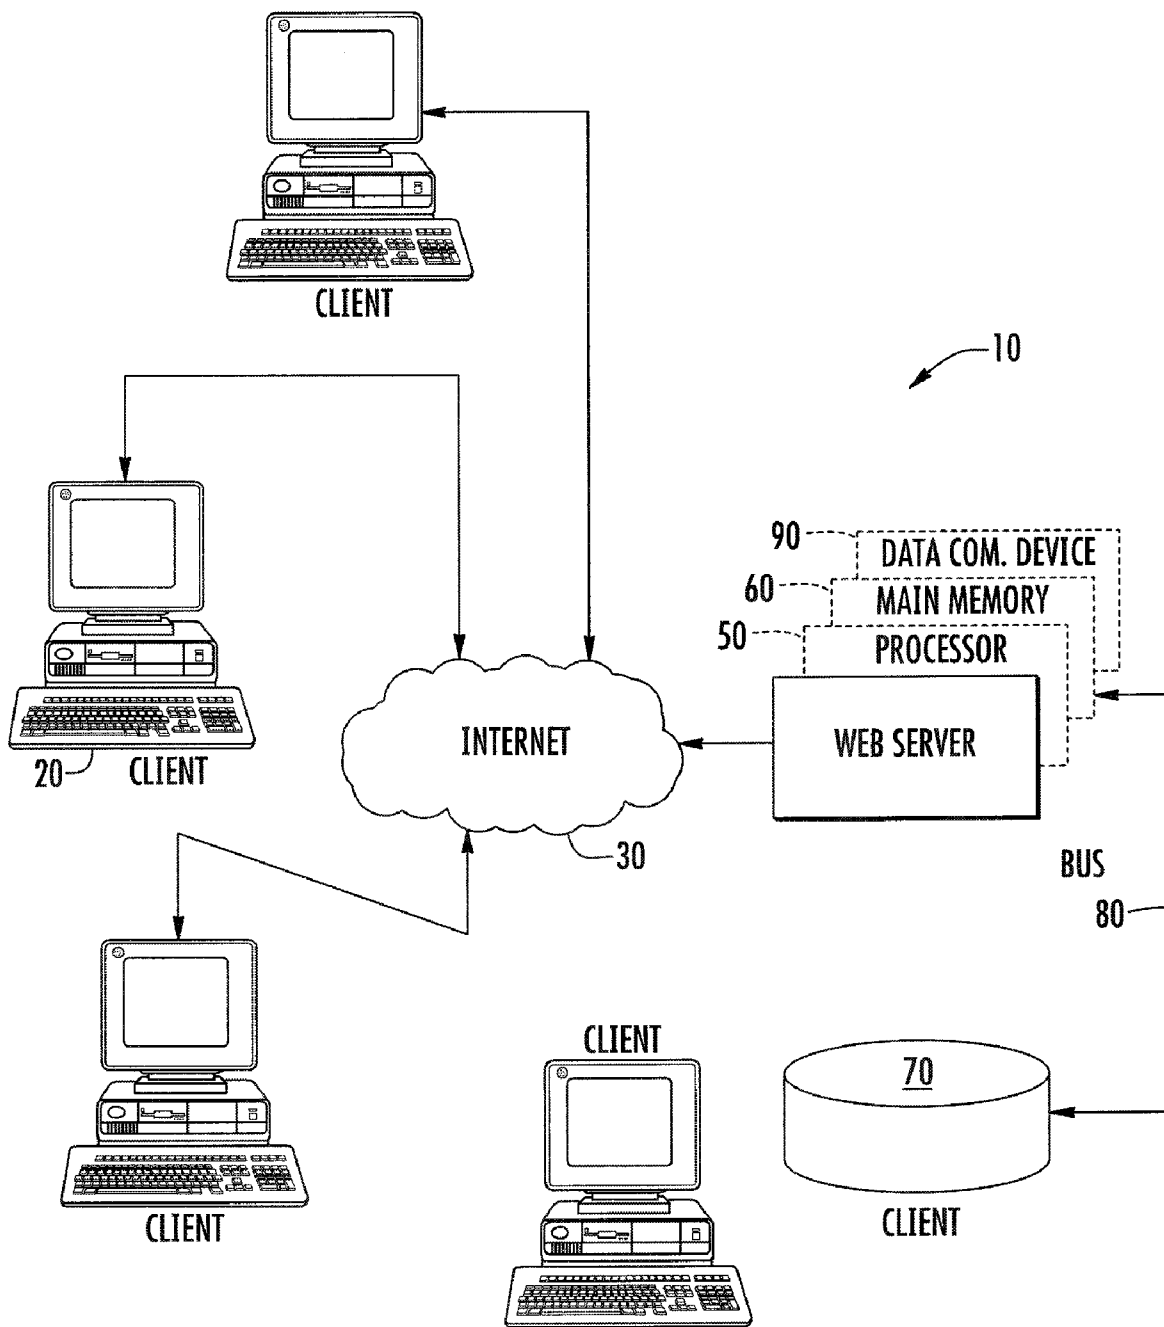 CLIENT
10
90
DATA COM. DEVICE
60
MAIN MEMORY
50
PROCESSOR
INTERNET
WEB SERVER
20
CLIENT
30
BUS
80
CLIENT
70
CLIENT
CLIENT